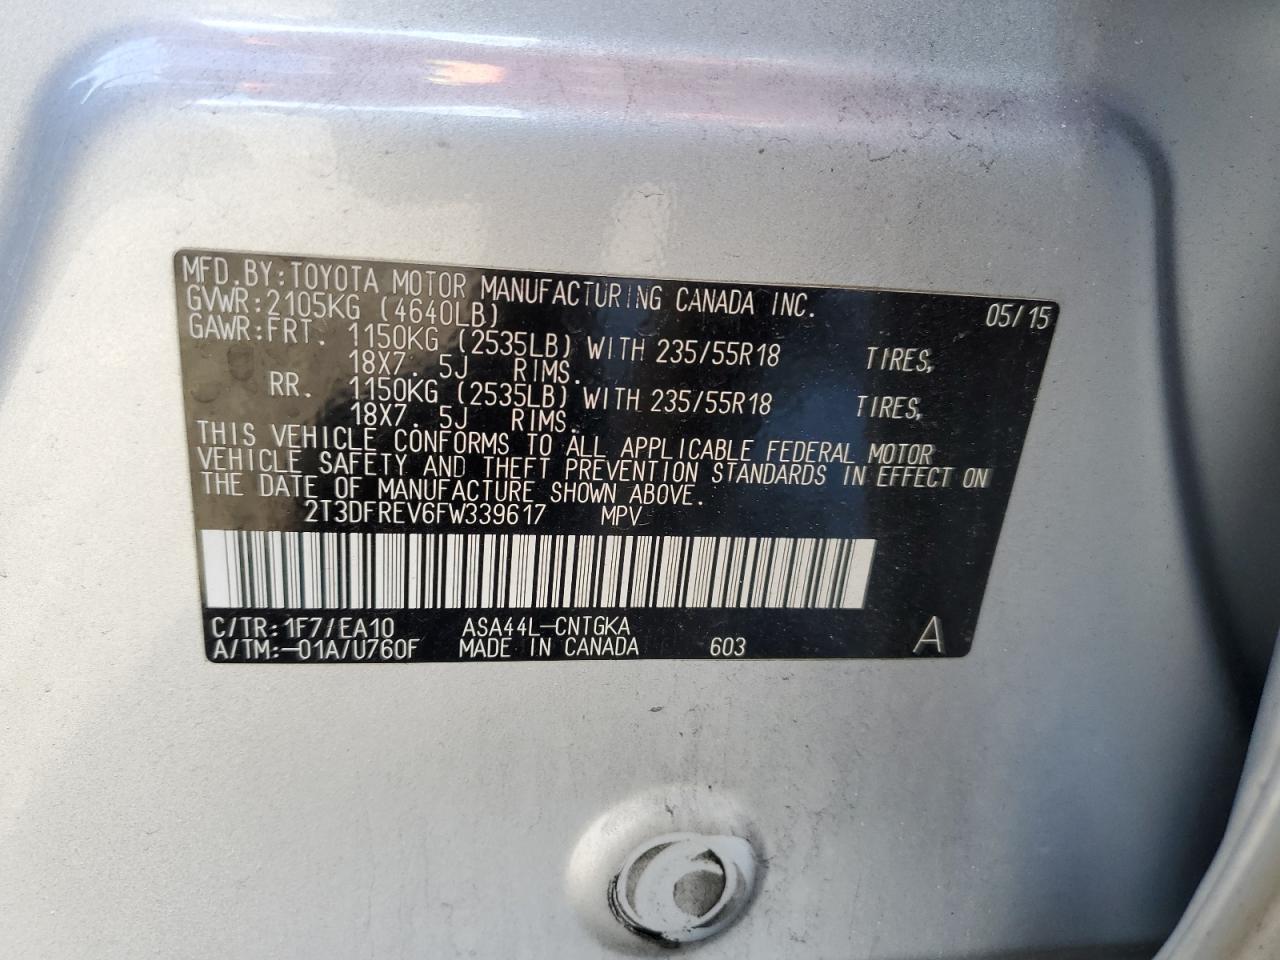 MFD.BY:TOYOTA MOTOR MANUFACTURING CANADA INC. 05/15
GVWR:2105KG (4640LB)
GAWR:FRT. 1150KG (2535LB) WITH 235/55R18 TIRES,
18X7.5J RIMS.
RR. 1150KG (2535LB) WITH 235/55R18 TIRES,
18X7.5J RIMS.
THIS VEHICLE CONFORMS TO ALL APPLICABLE FEDERAL MOTOR
VEHICLE SAFETY AND THEFT PREVENTION STANDARDS IN EFFECT ON
THE DATE OF MANUFACTURE SHOWN ABOVE.
2T3DFREV6FW339617 MPV
C/TR:1F7/EA10 ASA44L-CNTGKA
A/TM:-01A/U760F MADE IN CANADA 603 A